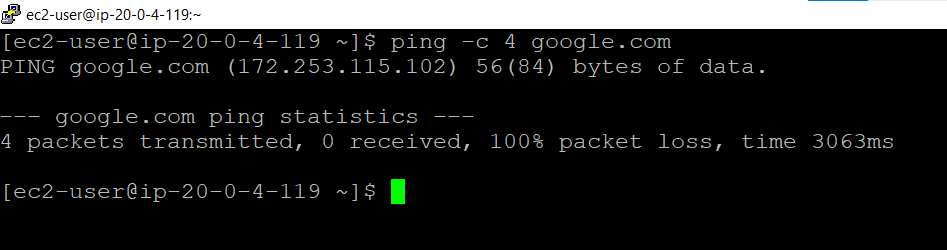 ec2-user@ip-20-0-4-119:~
[ec2-user@ip-20-0-4-119 ~]$ ping -c 4 google.com
PING google.com (172.253.115.102) 56(84) bytes of data.
--- google.com ping statistics ---
4 packets transmitted, 0 received, 100% packet loss, time 3063ms
[ec2-user@ip-20-0-4-119 ~]$